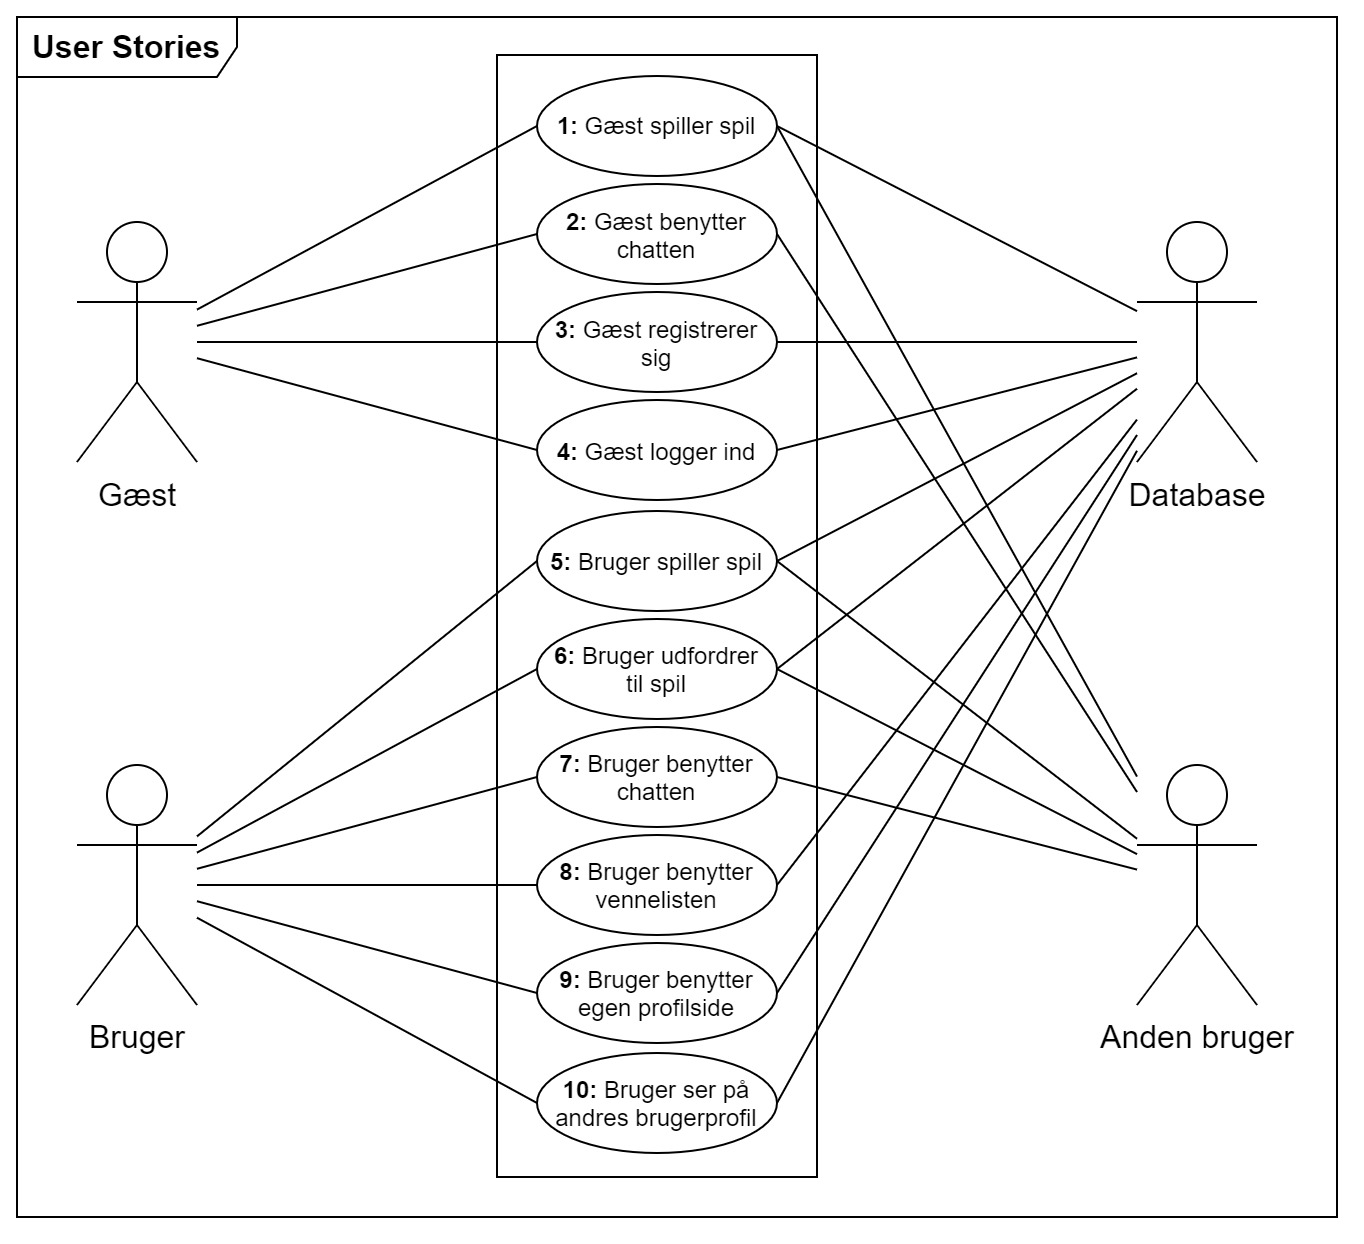 User Stories
1: Gæst spiller spil
2: Gæst benytter
chatten
3: Gæst registrerer
sig
4: Gæst logger ind
Gæst
Database
5: Bruger spiller spil
6: Bruger udfordrer
til spil
7: Bruger benytter
chatten
8: Bruger benytter
vennelisten
9: Bruger benytter
egen profilside
Bruger
Anden bruger
10: Bruger ser på
andres brugerprofil